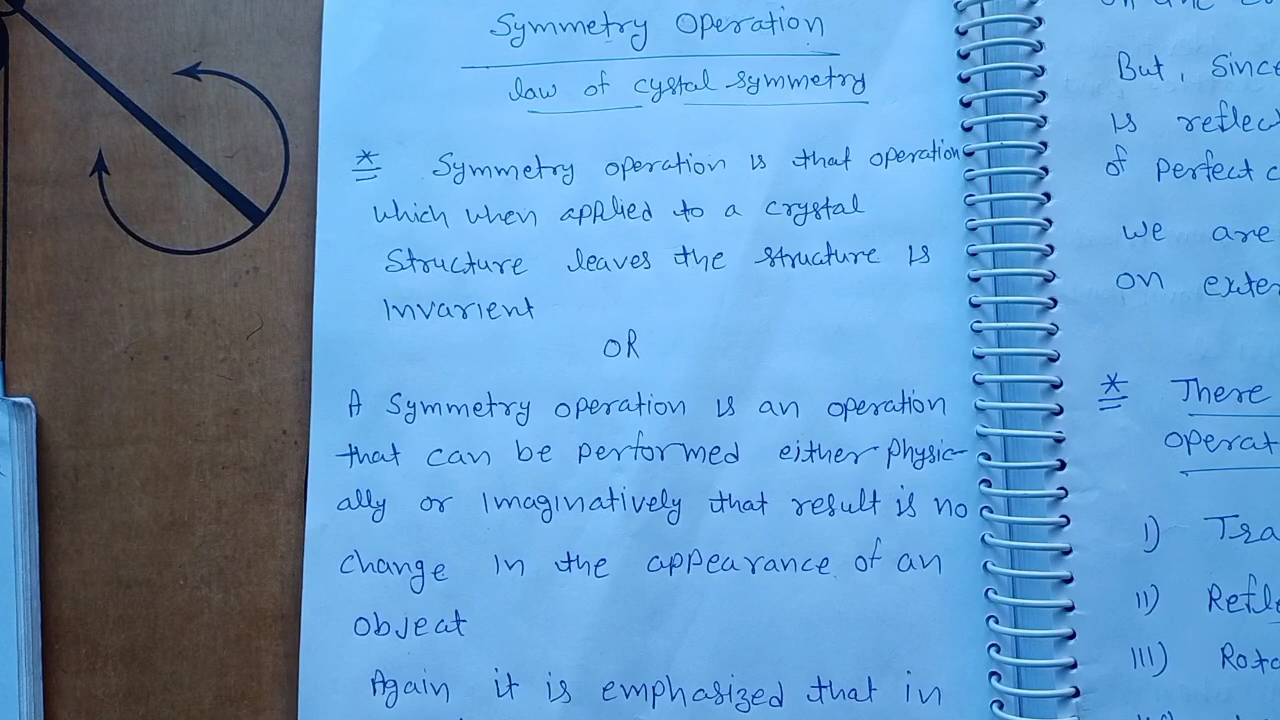 Symmetry Operation
law of cystal symmetry
* Symmetry operation is that operation
which when applied to a crystal
Structure leaves the structure is
invarient
OR
A Symmetry operation is an operation
that can be performed either physic-
ally or imaginatively that result is no
change in the appearance of an
objeat
Again it is emphasized that in
But, since
is reflec
of perfect c
we are
on exter
* There
operat
i) Tra
ii) Refle
iii) Rota